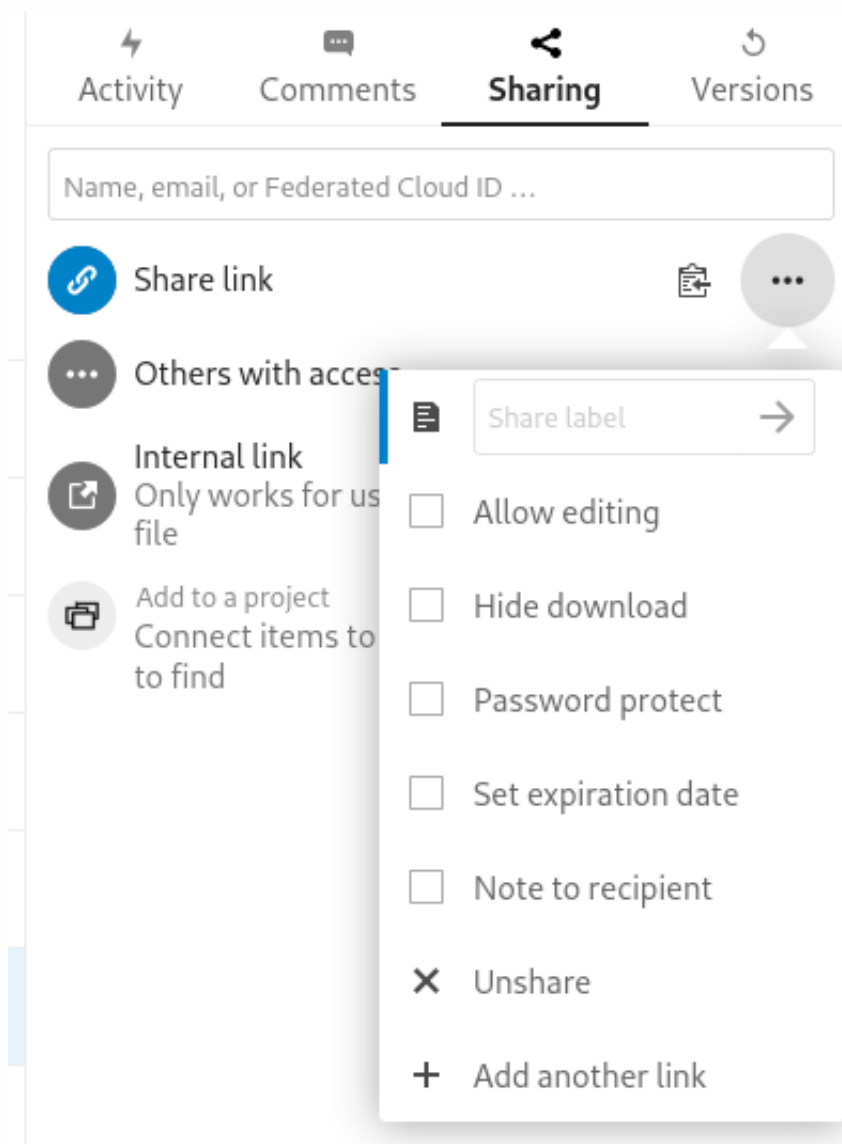 Activity
Comments
Sharing
Versions
Name, email, or Federated Cloud ID ...
Share link
Others with access
Internal link
Only works for us
file
Add to a project
Connect items to
to find
Share label
Allow editing
Hide download
Password protect
Set expiration date
Note to recipient
Unshare
Add another link